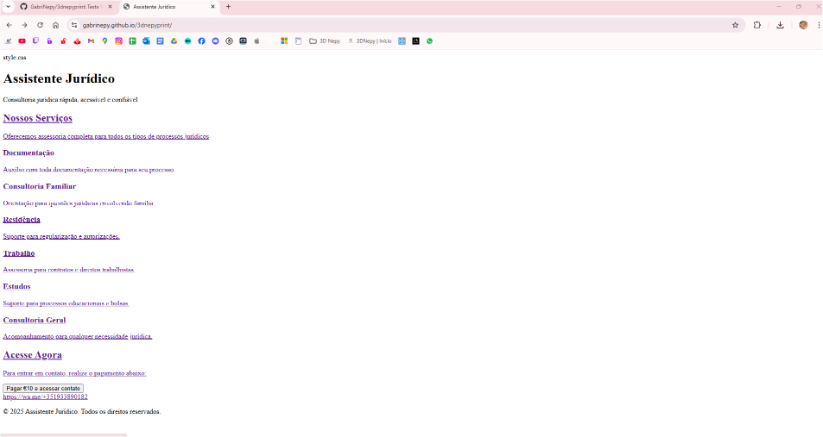 GabriNepy/3dnepyprint: Teste
Assistente Jurídico
gabrinepy.github.io/3dnepyprint/
3D Nepy
3DNepy | Início
style.css
Assistente Jurídico
Consultoria jurídica rápida, acessível e confiável
Nossos Serviços
Oferecemos assessoria completa para todos os tipos de processos jurídicos
Documentação
Auxílio com toda documentação necessária para seu processo.
Consultoria Familiar
Orientação para questões jurídicas envolvendo família.
Residência
Suporte para regularização e autorizações.
Trabalho
Assessoria para contratos e direitos trabalhistas.
Estudos
Suporte para processos educacionais e bolsas.
Consultoria Geral
Acompanhamento para qualquer necessidade jurídica.
Acesse Agora
Para entrar em contato, realize o pagamento abaixo:
Pagar €10 e acessar contato
https://wa.me/+351933890182
© 2025 Assistente Jurídico. Todos os direitos reservados.